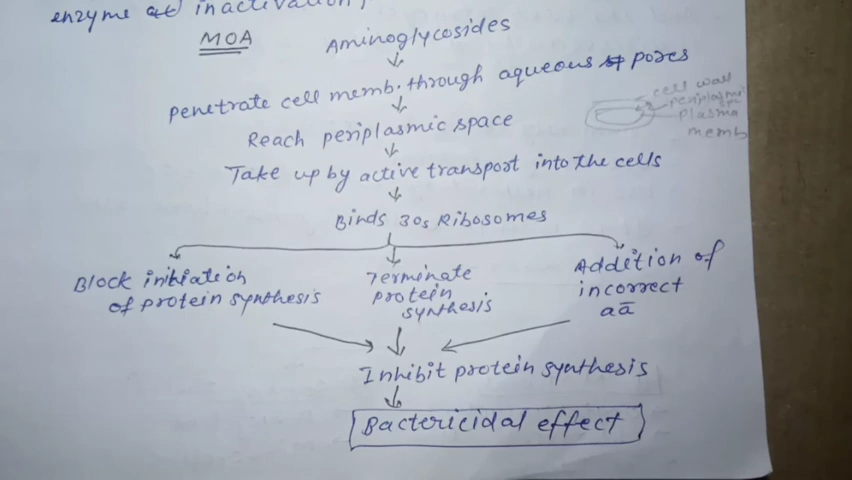 enzyme at inactivation,
MOA
Aminoglycosides
Penetrate cell memb. through aqueous pores
cell wall
periplasmic
plasma
memb
Reach periplasmic space
Take up by active transport into the cells
Binds 30s Ribosomes
Block initiation
of protein synthesis
Terminate
protein
synthesis
Addition of
incorrect
aā
Inhibit protein synthesis
Bactericidal effect